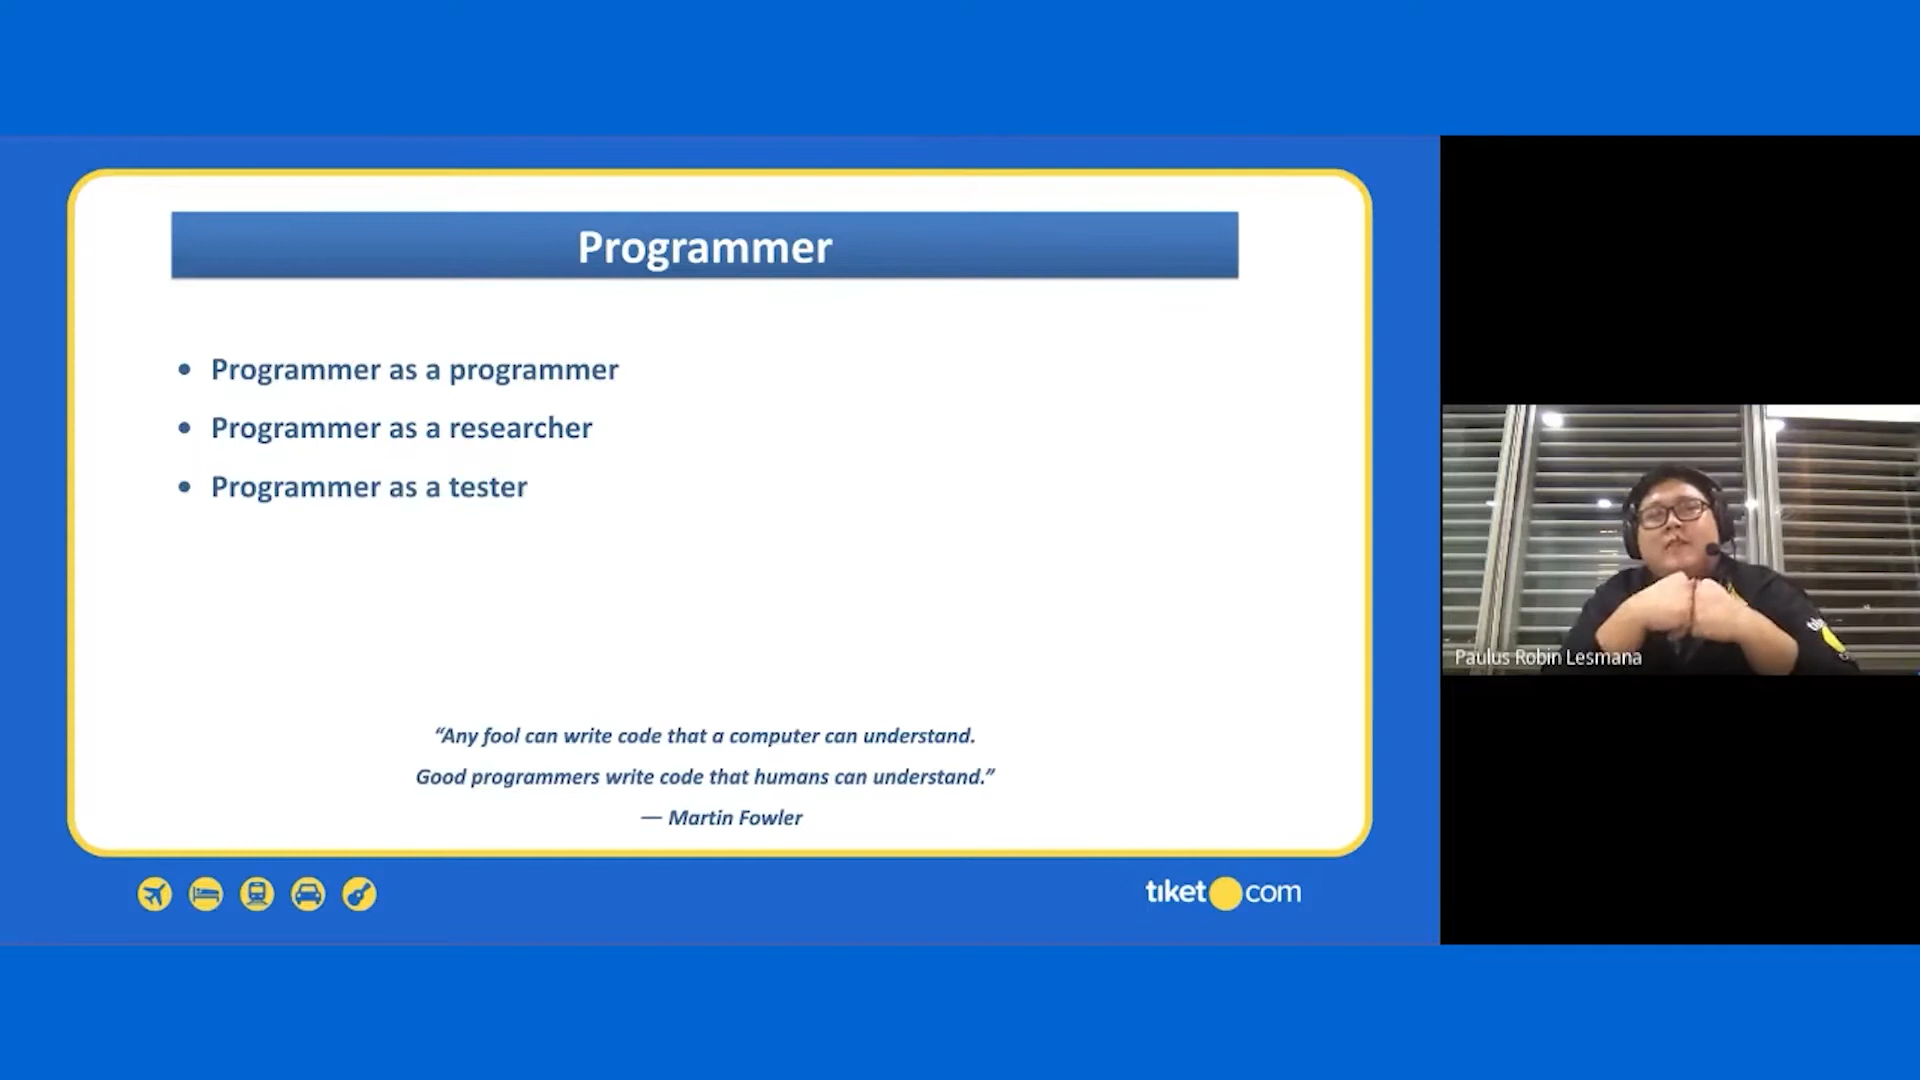 Programmer
• Programmer as a programmer
• Programmer as a researcher
• Programmer as a tester
“Any fool can write code that a computer can understand.
Good programmers write code that humans can understand.”
— Martin Fowler
tiket com
Paulus Robin Lesmana